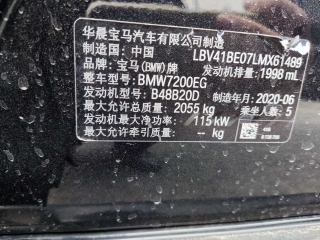 华晨宝马汽车有限公司制造
制造国：中国 LBV41BE07LMX61489
品牌：宝马(BMW)牌 发动机排量：1998 mL
整车型号：BMW7200EG
发动机型号：B48B20D
最大允许总质量：2055 kg 制造年月：2020-06
发动机最大净功率：115 kW 乘坐人数：5
最大允许牵引质量：-- kg